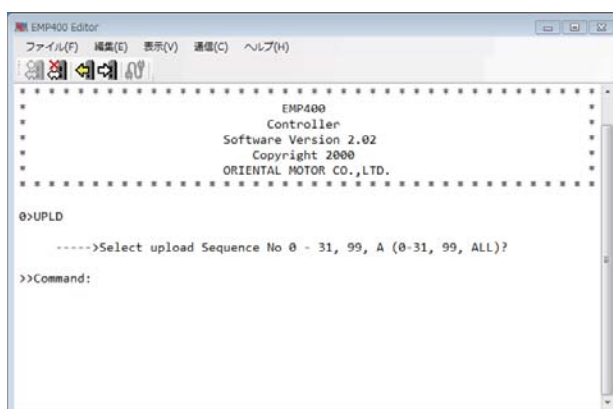 EMP400 Editor
ファイル(F) 編集(E) 表示(V) 通信(C) ヘルプ(H)
* * * * * * * * * * * * * * * * * * * * * * * * * * * * * * * * * * * * * * * *
* EMP400 *
* Controller *
* Software Version 2.02 *
* Copyright 2000 *
* ORIENTAL MOTOR CO.,LTD. *
* * * * * * * * * * * * * * * * * * * * * * * * * * * * * * * * * * * * * * * *
0>UPLD
----->Select upload Sequence No 0 - 31, 99, A (0-31, 99, ALL)?
>>Command: